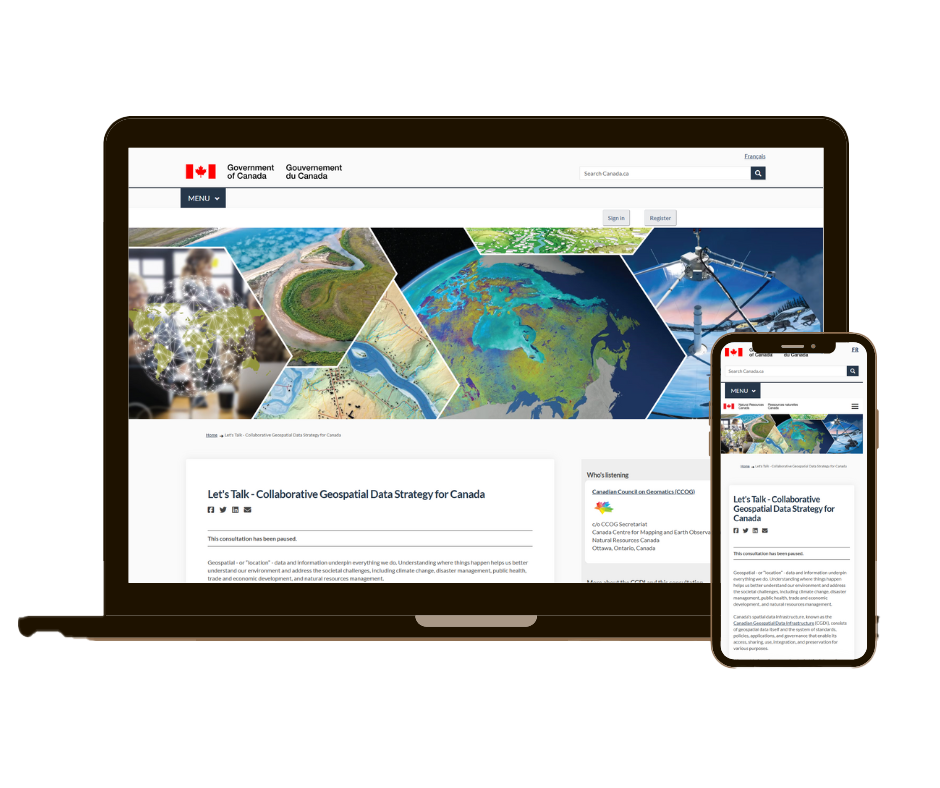 Français
Government Gouvernement
of Canada du Canada
Search Canada.ca
MENU
Sign in Register
Home Let's Talk - Collaborative Geospatial Data Strategy for Canada
Let's Talk - Collaborative Geospatial Data Strategy for Canada
This consultation has been paused.
Geospatial - or "location" - data and information underpin everything we do. Understanding where things happen helps us better
understand our environment and address the societal challenges, including climate change, disaster management, public health,
trade and economic development, and natural resources management.
Who's listening
Canadian Council on Geomatics (CCOG)
c/o CCOG Secretariat
Canada Centre for Mapping and Earth Observa
Natural Resources Canada
Ottawa, Ontario, Canada
More about the CGDI and this consultation
FR
of Canada du Canada
Search Canada.ca
MENU
Natural Resources Ressources naturelles
Canada Canada
Home Let's Talk - Collaborative Geospatial Data Strategy for Canada
Let's Talk - Collaborative
Geospatial Data Strategy for
Canada
This consultation has been paused.
Geospatial - or "location" - data and information underpin
everything we do. Understanding where things happen
helps us better understand our environment and address
the societal challenges, including climate change, disaster
management, public health, trade and economic
development, and natural resources management.
Canada's spatial data infrastructure, known as the
Canadian Geospatial Data Infrastructure (CGDI), consists
of geospatial data itself and the system of standards,
policies, applications, and governance that enable its
access, sharing, use, integration, and preservation for
various purposes.